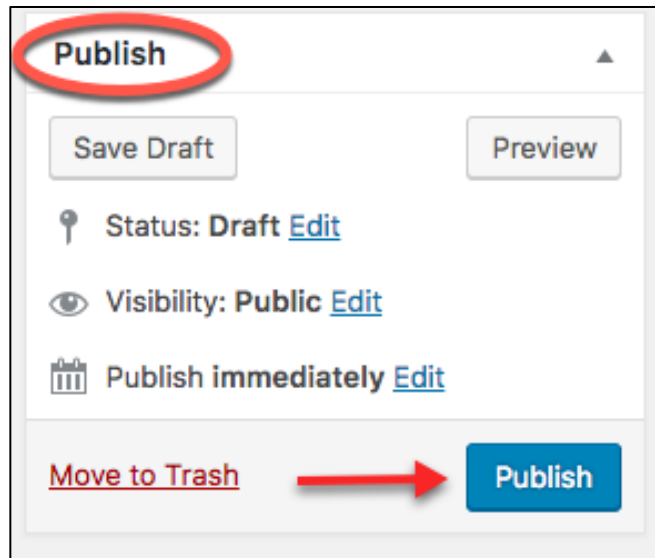 Publish
Save Draft Preview
Status: Draft Edit
Visibility: Public Edit
Publish immediately Edit
Move to Trash Publish